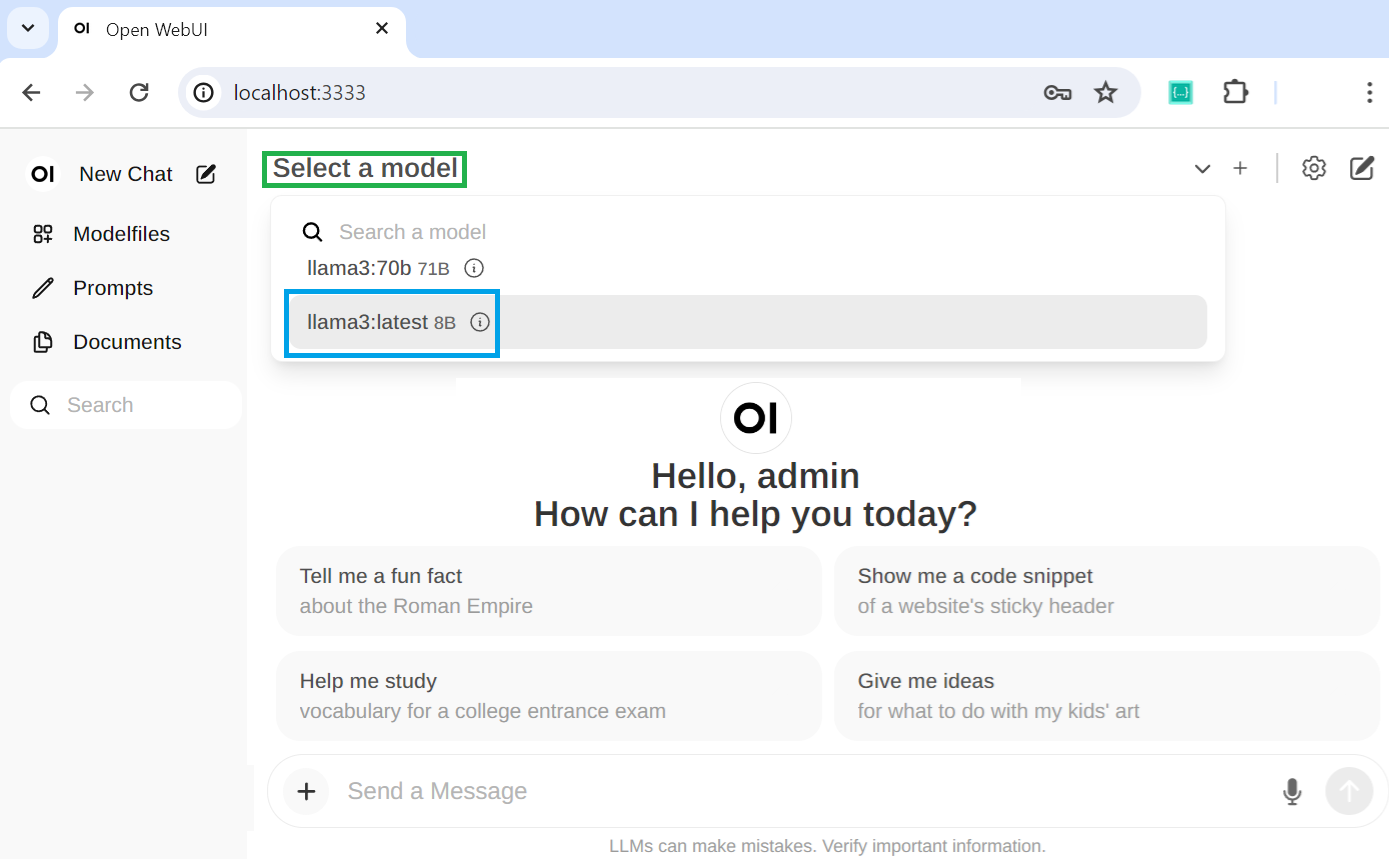 OI Open WebUI
localhost:3333
{...}
OI New Chat
Modelfiles
Prompts
Documents
Search
Select a model
Search a model
llama3:70b 71B
llama3:latest 8B
OI
Hello, admin
How can I help you today?
Tell me a fun fact
about the Roman Empire
Show me a code snippet
of a website's sticky header
Help me study
vocabulary for a college entrance exam
Give me ideas
for what to do with my kids' art
Send a Message
LLMs can make mistakes. Verify important information.